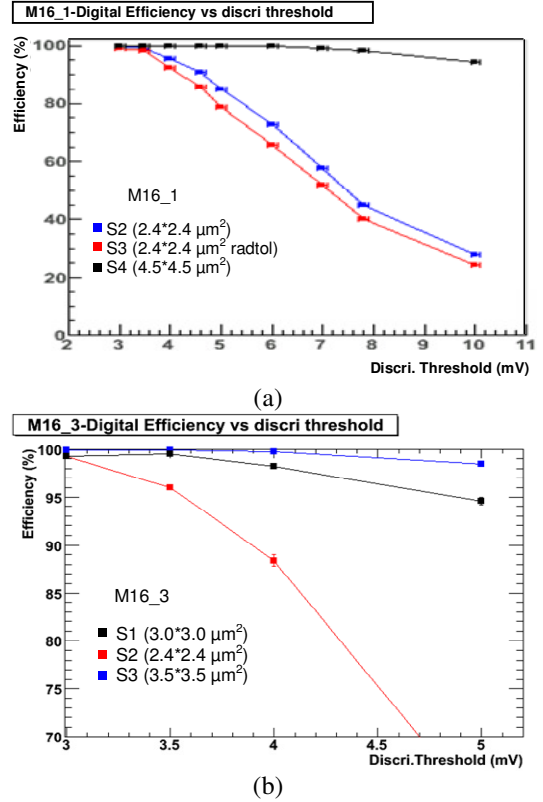 M16_1-Digital Efficiency vs discri threshold
Efficiency (%)
100
80
60
40
20
0
M16_1
S2 (2.4*2.4 µm²)
S3 (2.4*2.4 µm² radtol)
S4 (4.5*4.5 µm²)
2 3 4 5 6 7 8 9 10 11
Discri. Threshold (mV)
(a)
M16_3-Digital Efficiency vs discri threshold
Efficiency (%)
100
95
90
85
80
75
70
M16_3
S1 (3.0*3.0 µm²)
S2 (2.4*2.4 µm²)
S3 (3.5*3.5 µm²)
3 3.5 4 4.5 5
Discri.Threshold (mV)
(b)